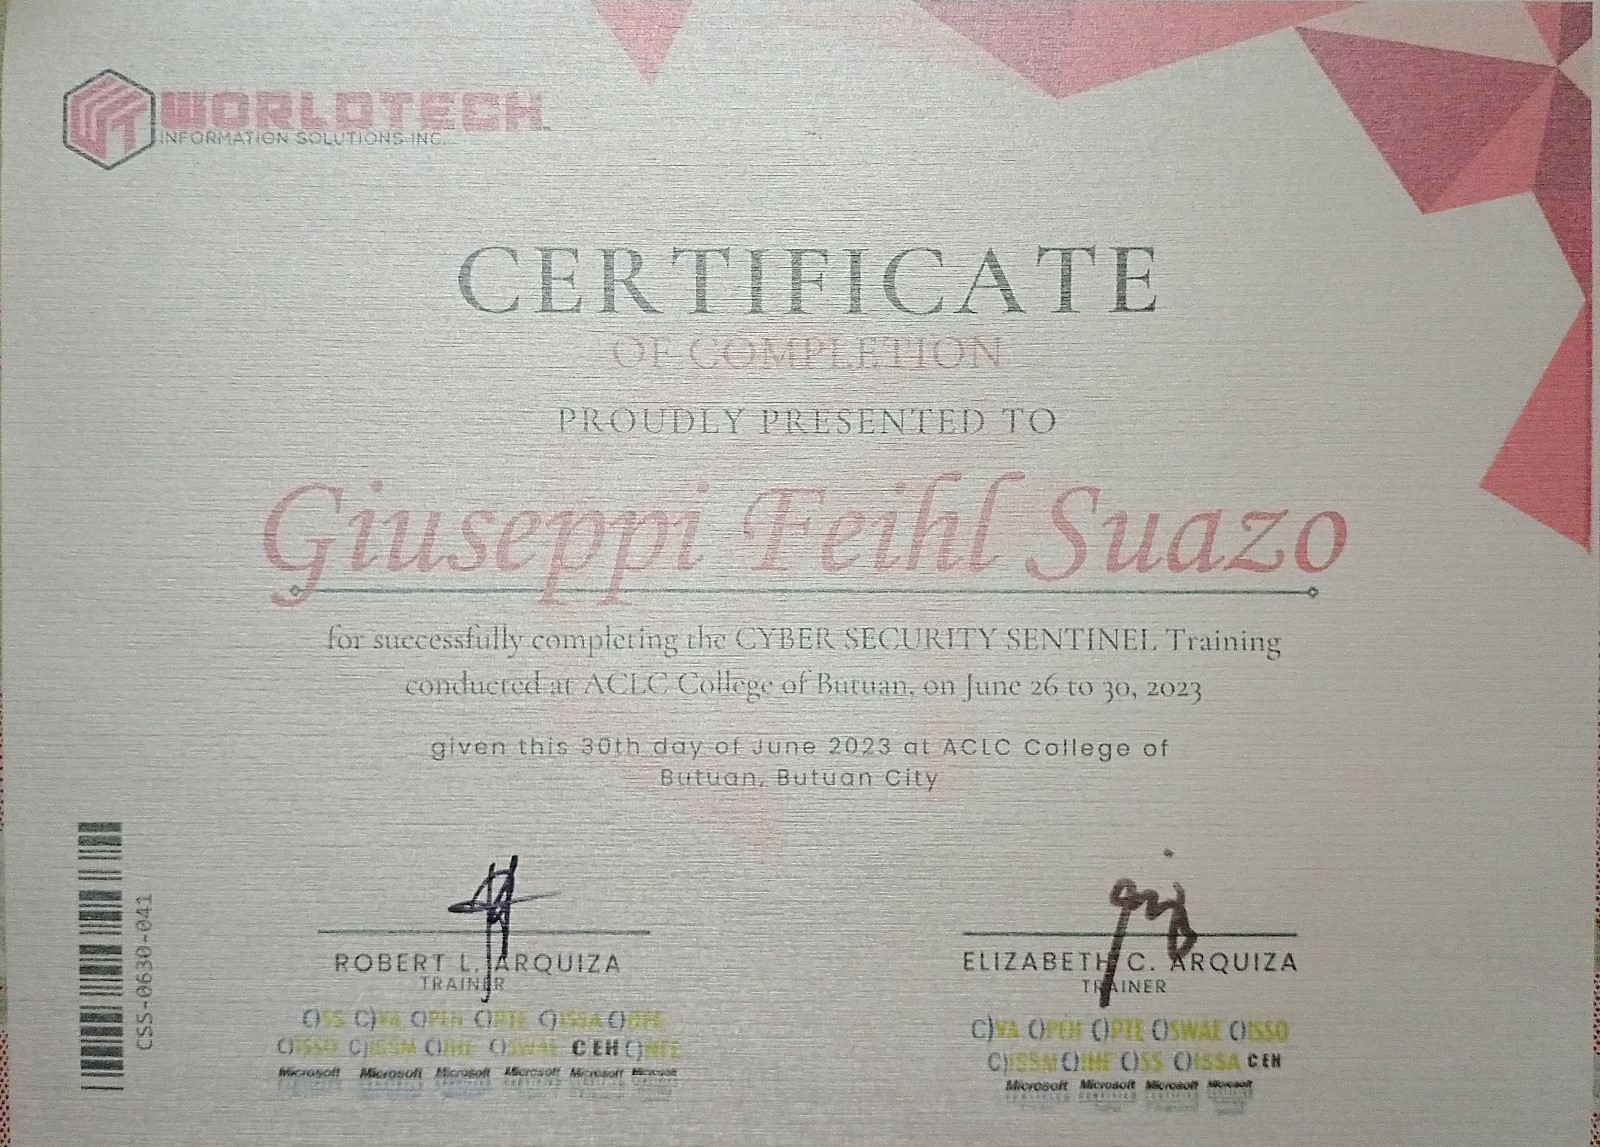 WORLDTECH
INFORMATION SOLUTIONS INC.
CERTIFICATE
OF COMPLETION
PROUDLY PRESENTED TO
Giuseppi Feihl Suazo
for successfully completing the CYBER SECURITY SENTINEL Training
conducted at ACLC College of Butuan, on June 26 to 30, 2023
given this 30th day of June 2023 at ACLC College of
Butuan, Butuan City
CSS-0630-041
ROBERT L. ARQUIZA
TRAINER
C)SS C)VA C)PEH C)PTE C)ISSA C)DFE
C)ISSO C)ISSM C)IHE C)SWAE CEH C)NFE
Microsoft Microsoft Microsoft Microsoft Microsoft Microsoft
ELIZABETH C. ARQUIZA
TRAINER
C)VA C)PEH C)PTE C)SWAE C)ISSO
C)ISSM C)IHE C)SS C)ISSA CEH
Microsoft Microsoft Microsoft Microsoft